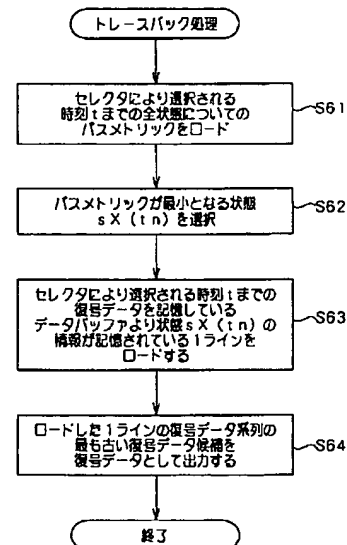 トレースバック処理
セレクタにより選択される
時刻tまでの全状態についての
パスメトリックをロード
S61
パスメトリックが最小となる状態
sX(tn)を選択
S62
セレクタにより選択される時刻tまでの
復号データを記憶している
データバッファより状態sX(tn)の
情報が記憶されている1ラインを
ロードする
S63
ロードした1ラインの復号データ系列の
最も古い復号データ候補を
復号データとして出力する
S64
終了